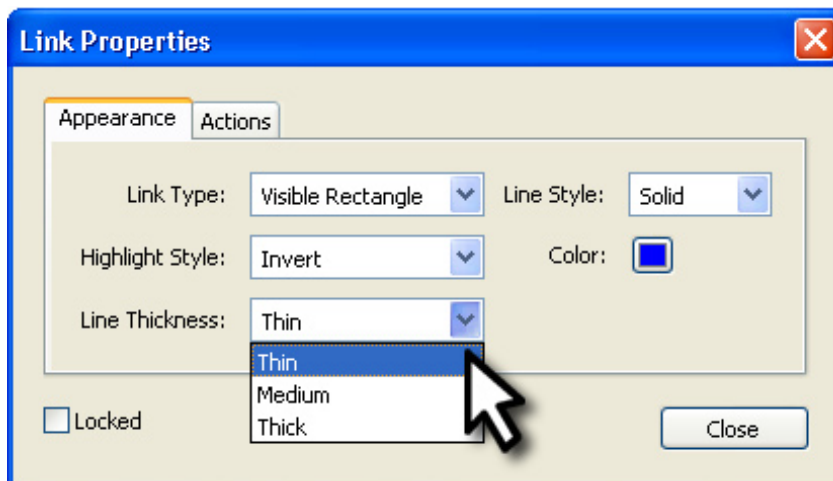 Link Properties
Appearance Actions
Link Type: Visible Rectangle Line Style: Solid
Highlight Style: Invert Color:
Line Thickness: Thin
Thin
Medium
Thick
Locked Close